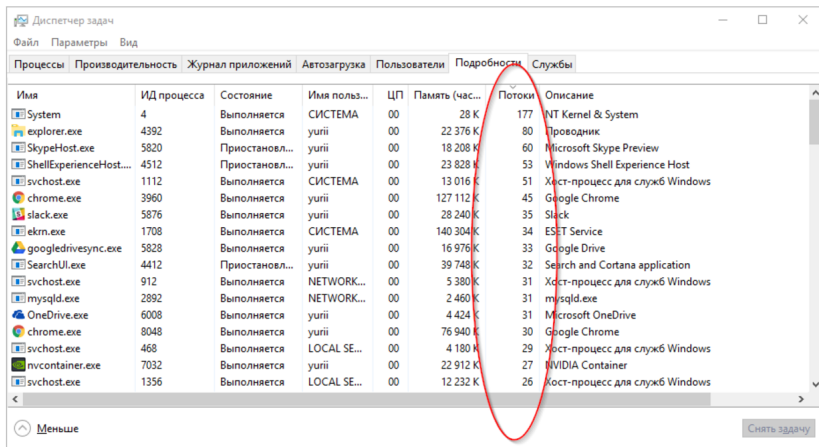 Диспетчер задач
Файл Параметры Вид
Процессы Производительность Журнал приложений Автозагрузка Пользователи Подробности Службы
Имя ИД процесса Состояние Имя польз... ЦП Память (час... Потоки Описание
System 4 Выполняется СИСТЕМА 00 28 K 177 NT Kernel & System
explorer.exe 4392 Выполняется yurii 00 22 376 K 80 Проводник
SkypeHost.exe 5820 Приостановл... yurii 00 18 208 K 60 Microsoft Skype Preview
ShellExperienceHost.... 4512 Приостановл... yurii 00 23 828 K 53 Windows Shell Experience Host
svchost.exe 1112 Выполняется СИСТЕМА 00 13 016 K 51 Хост-процесс для служб Windows
chrome.exe 3960 Выполняется yurii 00 127 112 K 45 Google Chrome
slack.exe 5876 Выполняется yurii 00 28 240 K 35 Slack
ekrn.exe 1708 Выполняется СИСТЕМА 00 140 304 K 34 ESET Service
googledrivesync.exe 5828 Выполняется yurii 00 16 976 K 33 Google Drive
SearchUI.exe 4412 Приостановл... yurii 00 39 748 K 32 Search and Cortana application
svchost.exe 912 Выполняется NETWORK... 00 5 380 K 31 Хост-процесс для служб Windows
mysqld.exe 2892 Выполняется NETWORK... 00 2 460 K 31 mysqld.exe
OneDrive.exe 6008 Выполняется yurii 00 4 424 K 31 Microsoft OneDrive
chrome.exe 8048 Выполняется yurii 00 76 940 K 30 Google Chrome
svchost.exe 468 Выполняется LOCAL SE... 00 4 180 K 29 Хост-процесс для служб Windows
nvcontainer.exe 7032 Выполняется yurii 00 22 912 K 27 NVIDIA Container
svchost.exe 1356 Выполняется LOCAL SE... 00 12 232 K 26 Хост-процесс для служб Windows
Меньше Снять задачу